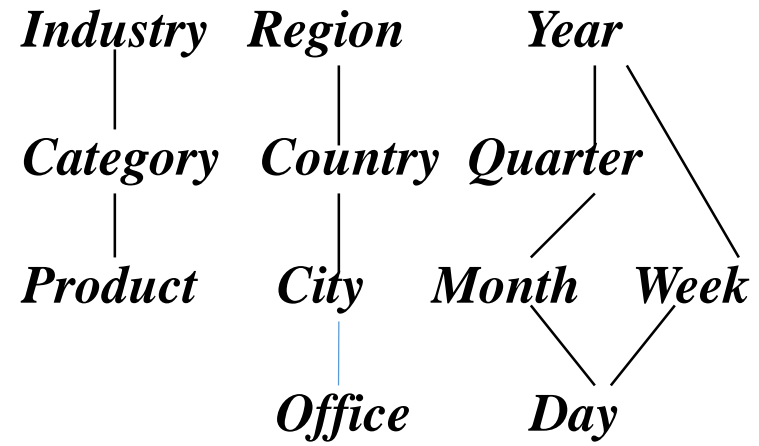 Industry Region Year
Category Country Quarter
Product City Month Week
Office Day